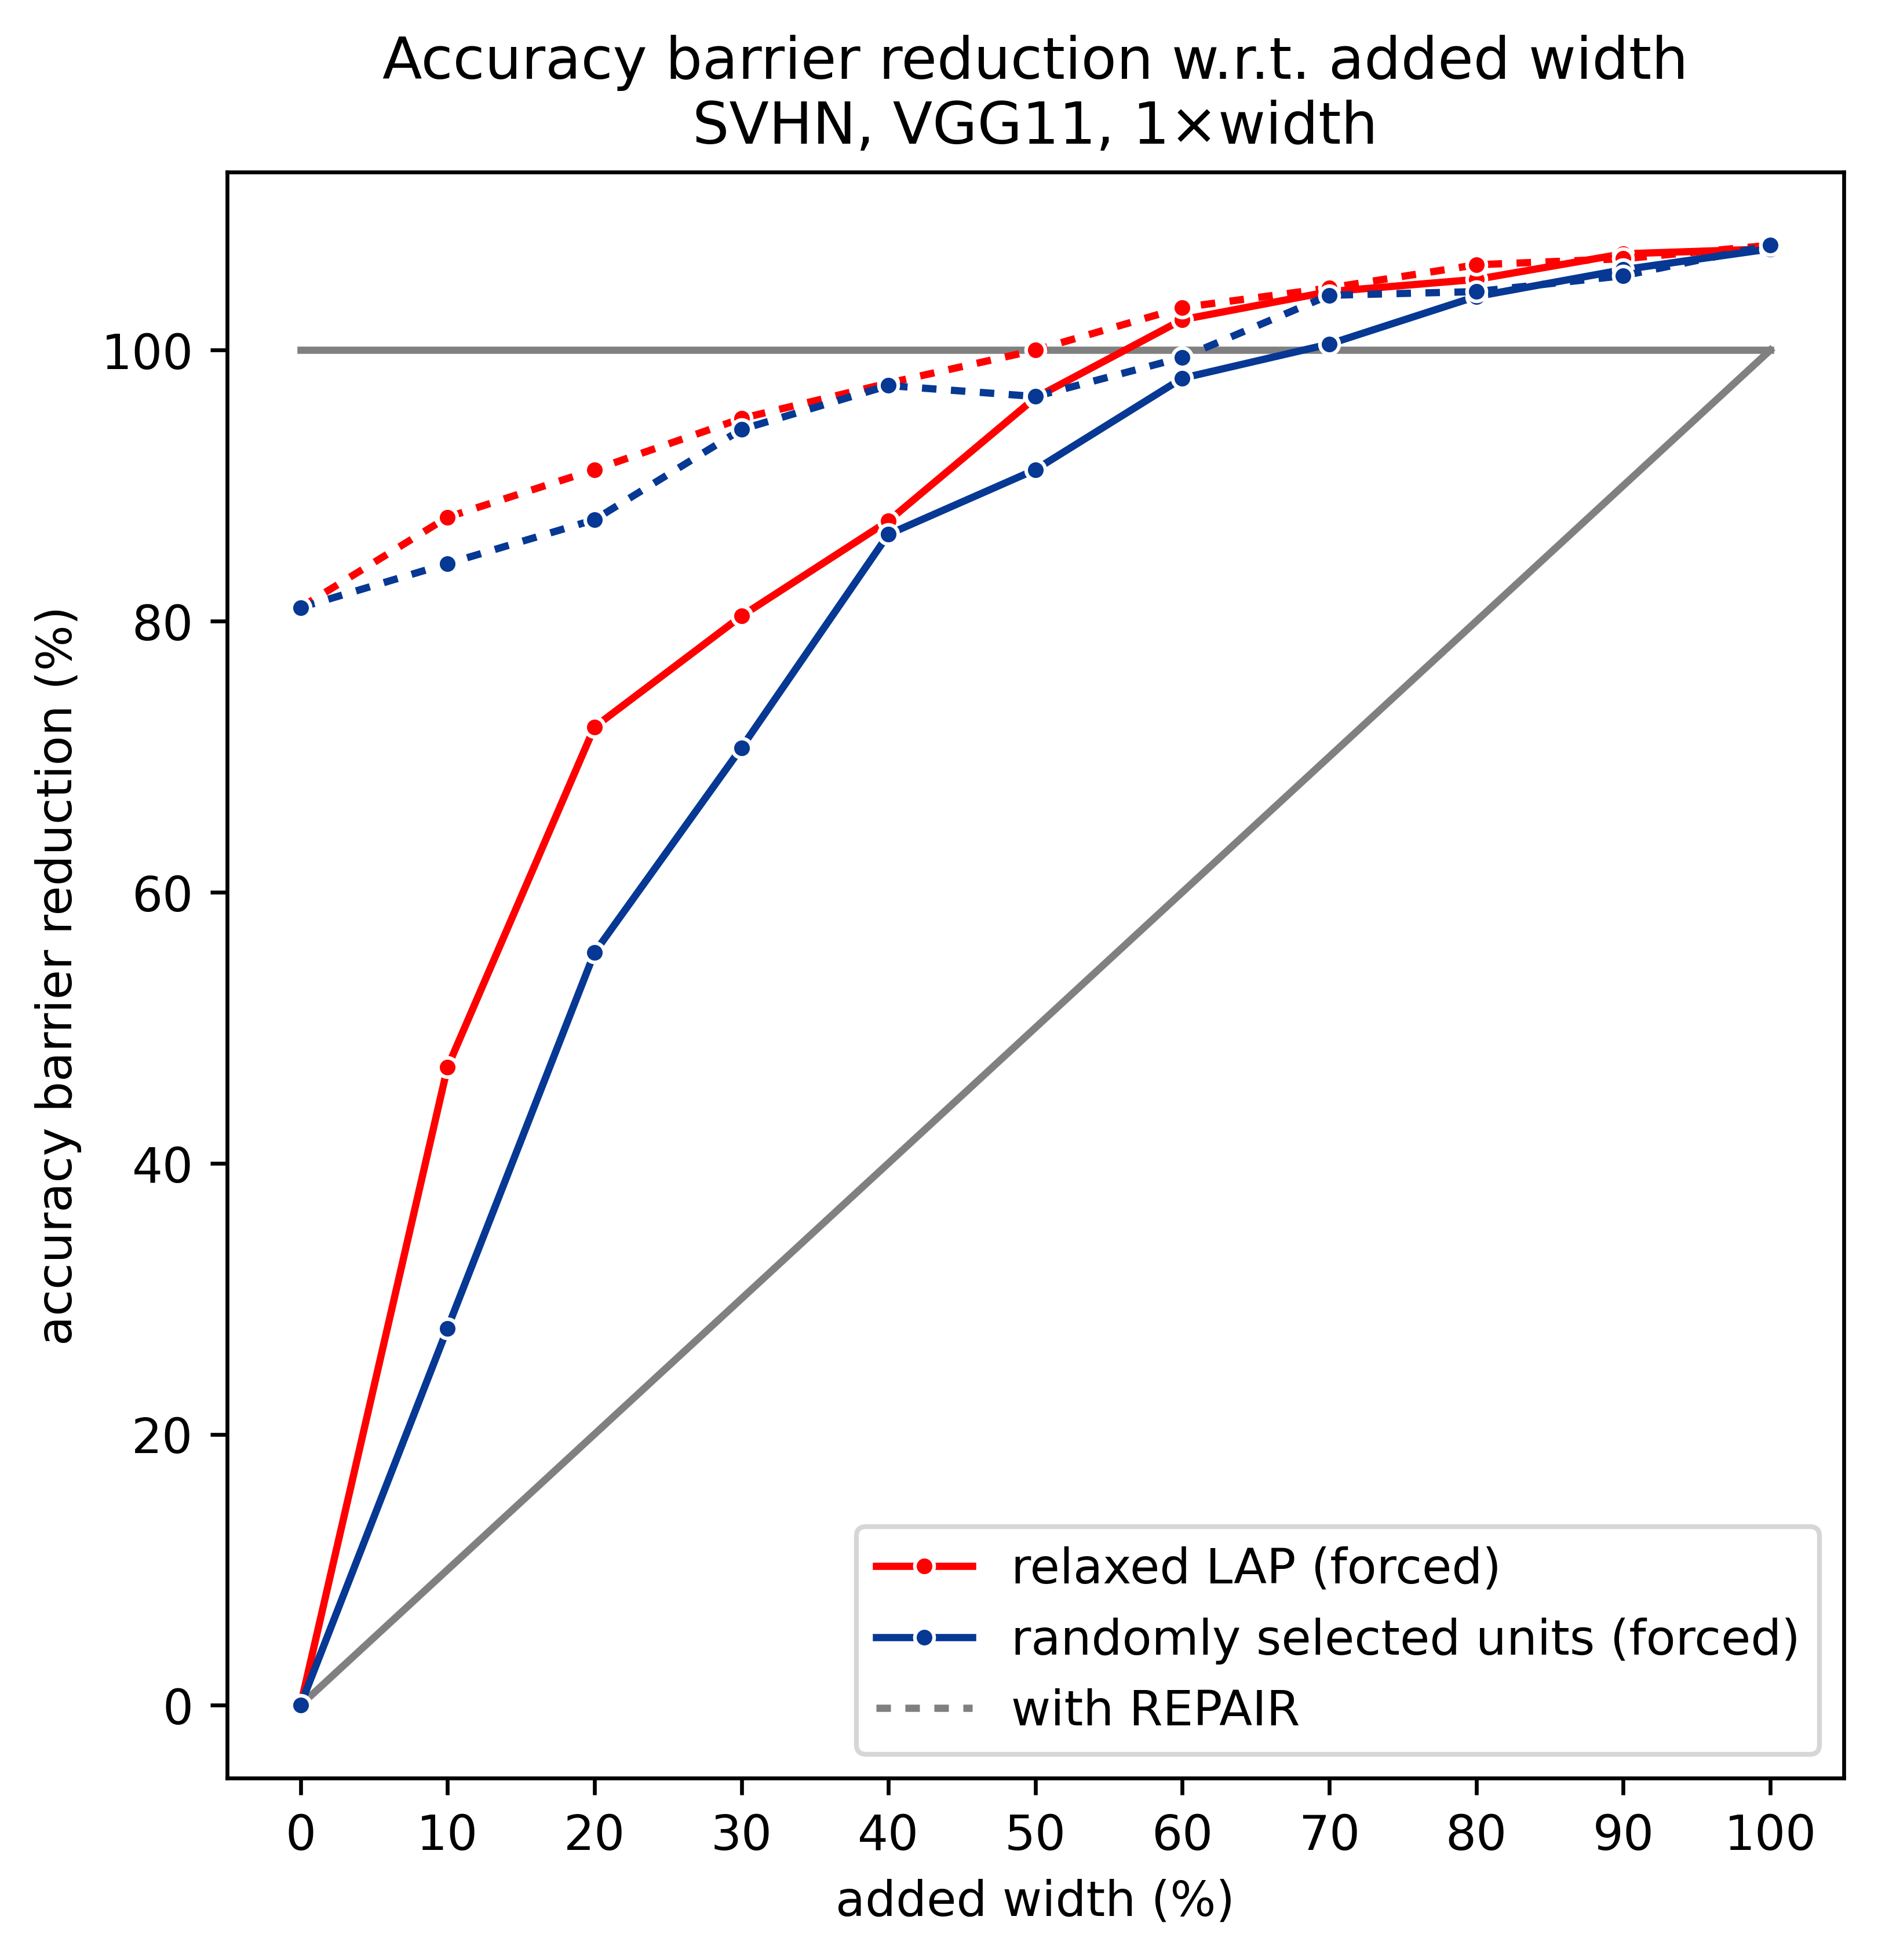 Accuracy barrier reduction w.r.t. added width
SVHN, VGG11, 1×width
accuracy barrier reduction (%)
100
80
60
40
20
0
relaxed LAP (forced)
randomly selected units (forced)
with REPAIR
0 10 20 30 40 50 60 70 80 90 100
added width (%)